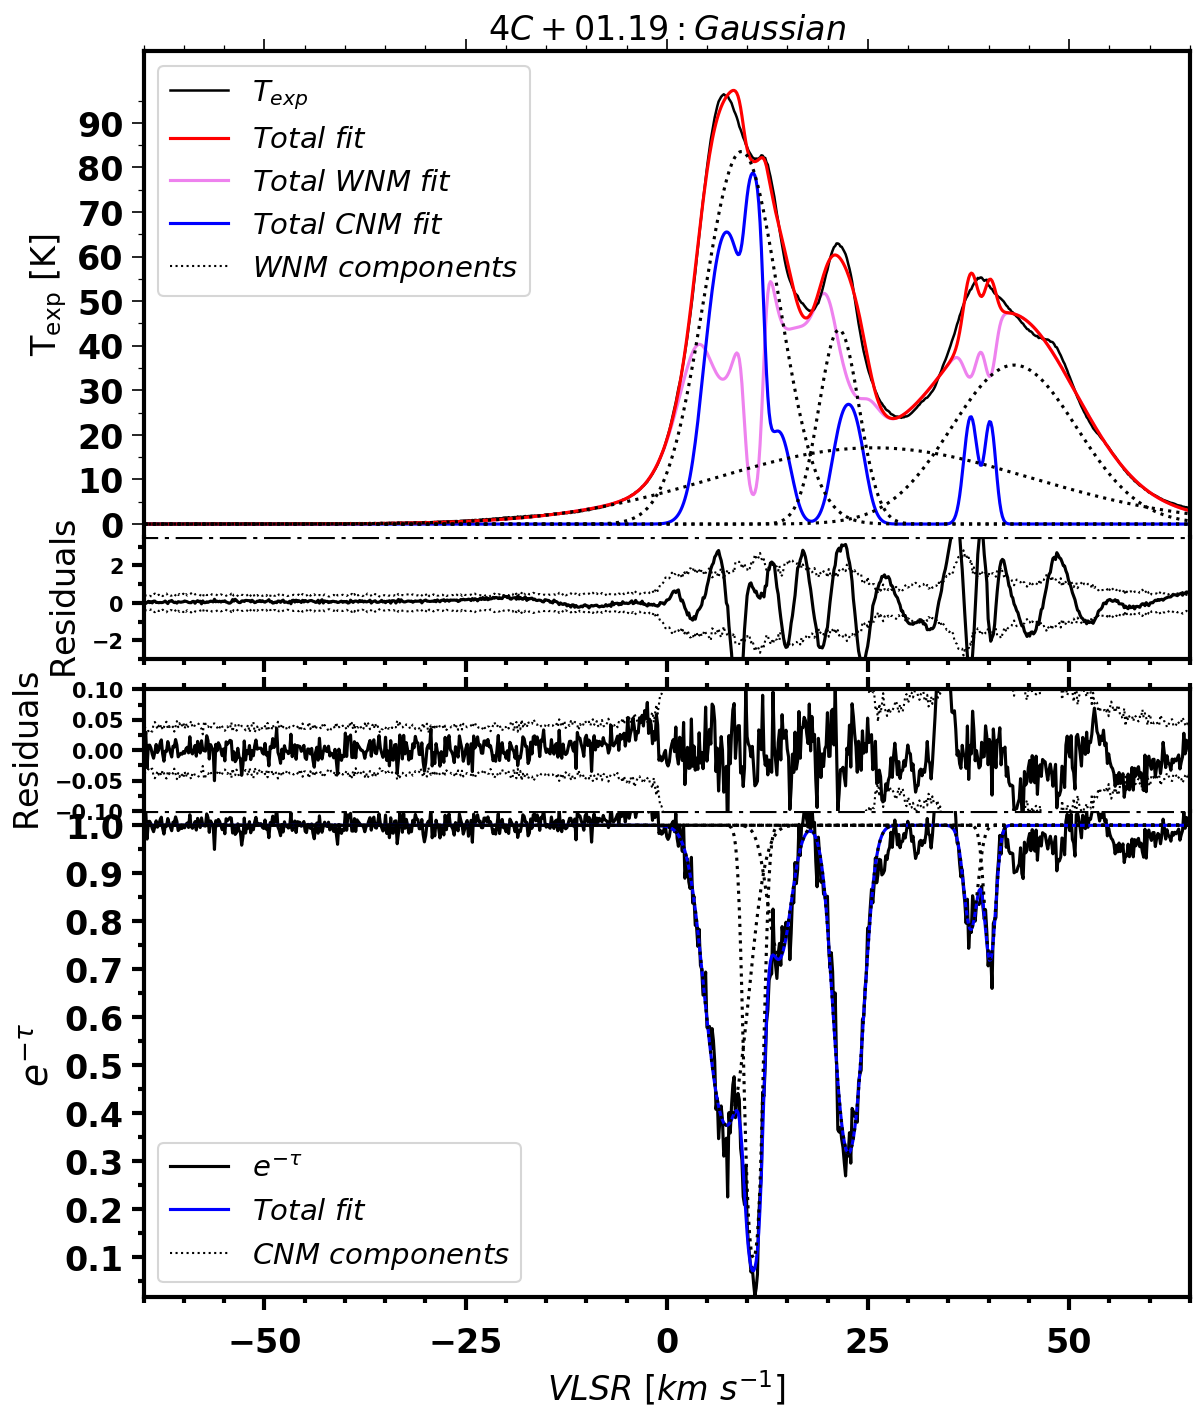 4C + 01.19 : Gaussian
T_exp
Total fit
Total WNM fit
Total CNM fit
WNM components
T_exp [K]
90
80
70
60
50
40
30
20
10
0
Residuals
2
0
−2
Residuals
0.10
0.05
0.00
−0.05
−0.10
e^−τ
1.0
0.9
0.8
0.7
0.6
0.5
0.4
0.3
0.2
0.1
e^−τ
Total fit
CNM components
−50 −25 0 25 50
VLSR [km s^−1]